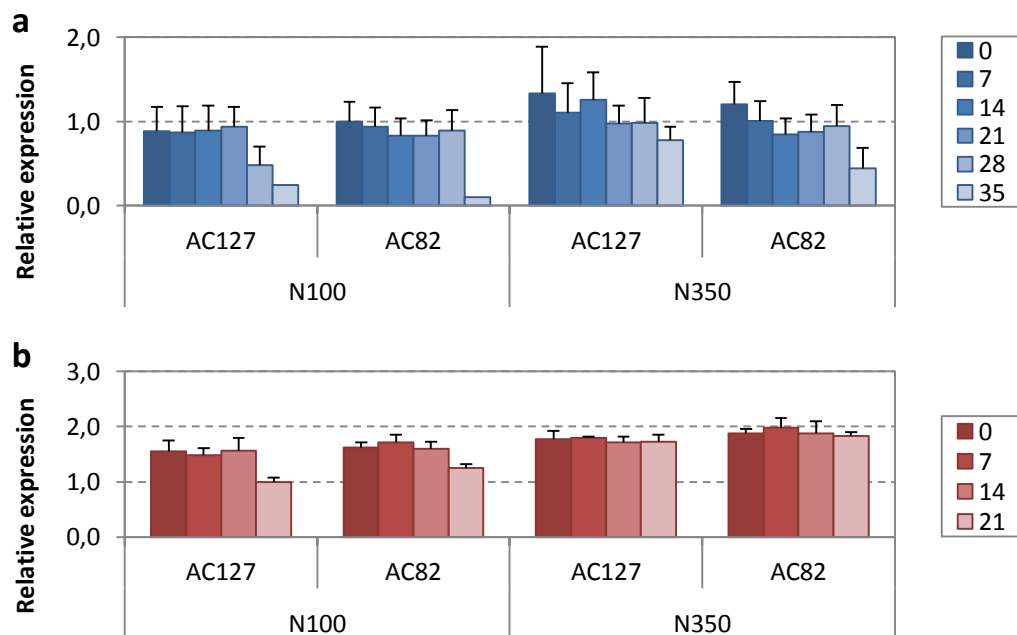 a
Relative expression
2,0
1,0
0,0
AC127 AC82 AC127 AC82
N100 N350
0
7
14
21
28
35
b
Relative expression
3,0
2,0
1,0
0,0
AC127 AC82 AC127 AC82
N100 N350
0
7
14
21